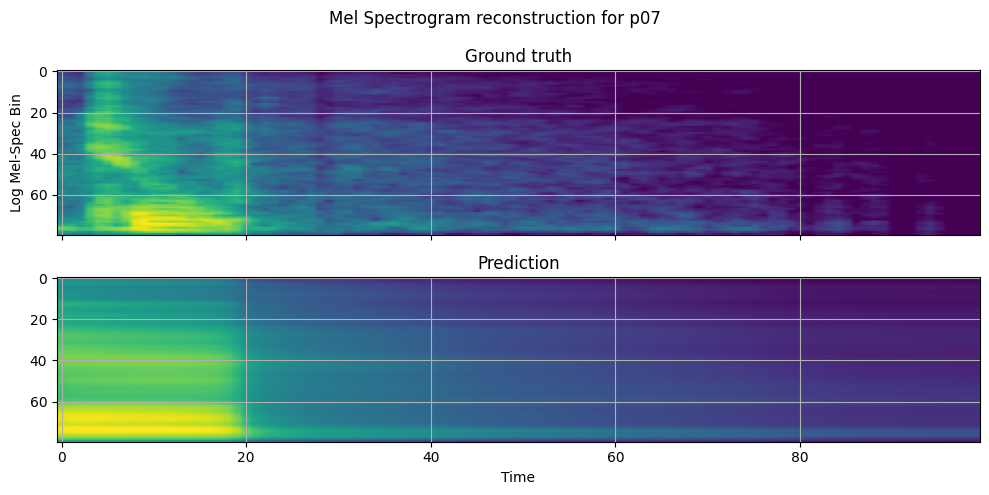 Mel Spectrogram reconstruction for p07
Ground truth
0
20
40
60
Log Mel-Spec Bin
Prediction
0
20
40
60
0 20 40 60 80
Time